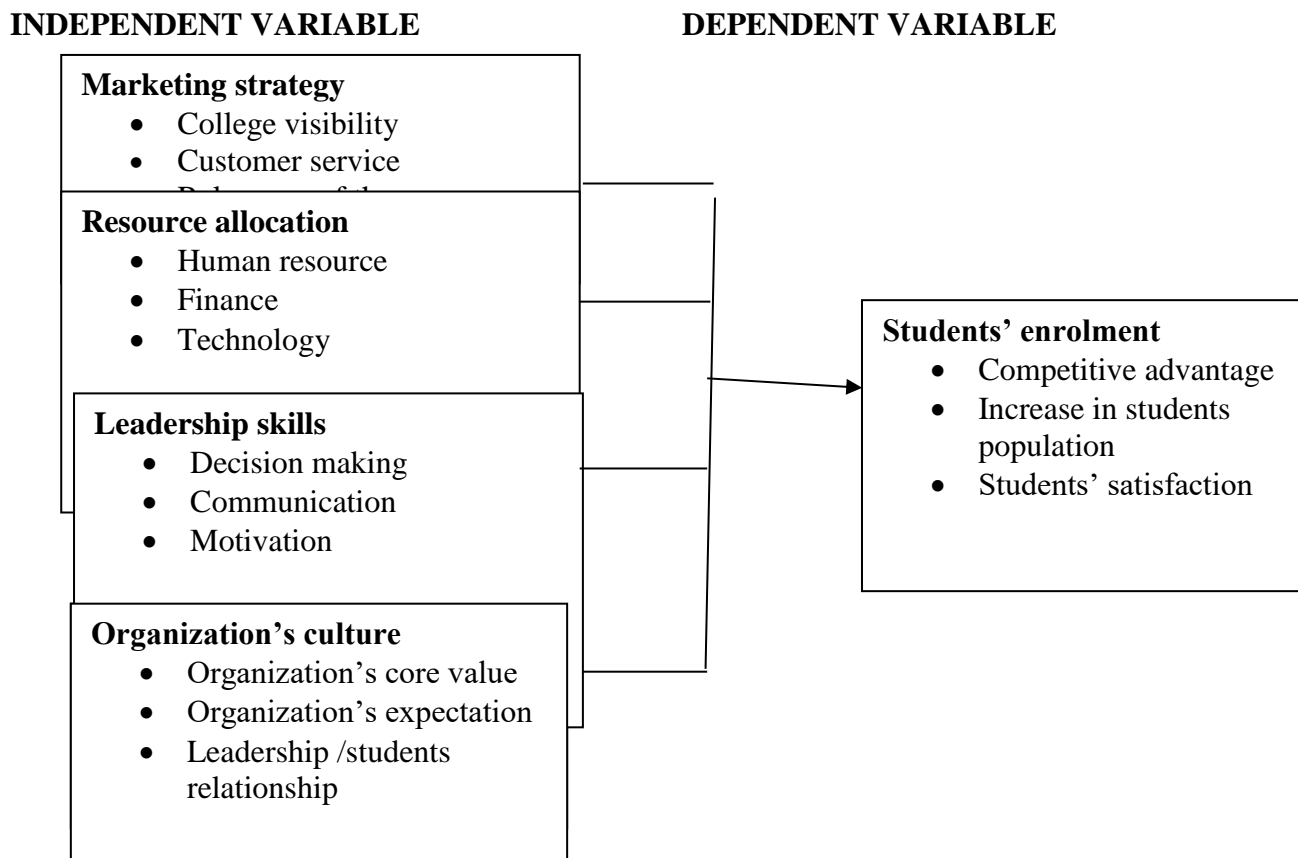 INDEPENDENT VARIABLE
DEPENDENT VARIABLE
Marketing strategy
• College visibility
• Customer service
•
Resource allocation
• Human resource
• Finance
• Technology
Leadership skills
• Decision making
• Communication
• Motivation
Organization’s culture
• Organization’s core value
• Organization’s expectation
• Leadership /students
relationship
Students’ enrolment
• Competitive advantage
• Increase in students
population
• Students’ satisfaction